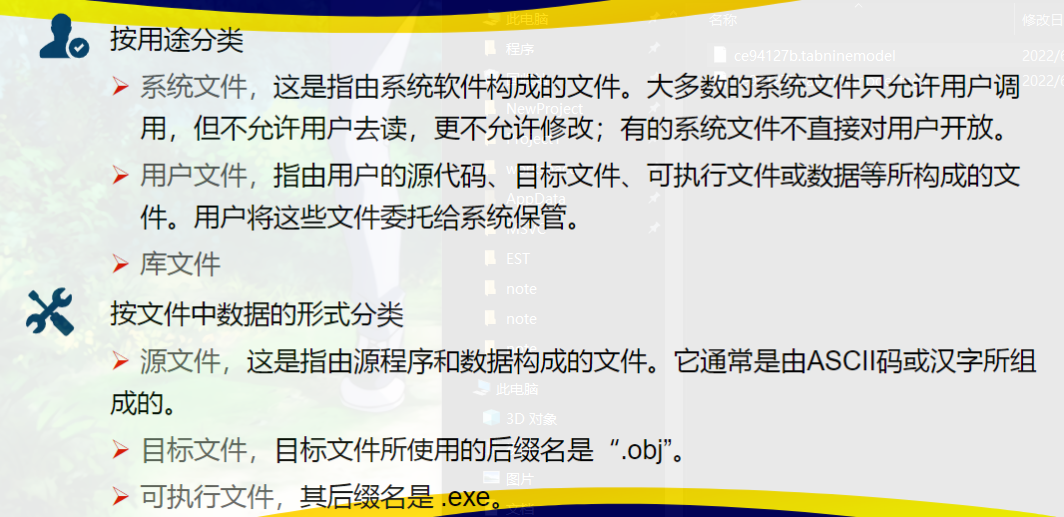 此电脑
名称
修改日
按用途分类
程序
ce94127b.tabninemodel
2022/6
系统文件，这是指由系统软件构成的文件。大多数的系统文件只允许用户调
2022/6
NewProject
用，但不允许用户去读，更不允许修改；有的系统文件不直接对用户开放。
用户文件，指由用户的源代码、目标文件、可执行文件或数据等所构成的文
AppData
件。用户将这些文件委托给系统保管。
EST
库文件
note
按文件中数据的形式分类
note
源文件，这是指由源程序和数据构成的文件。它通常是由ASCII码或汉字所组
此电脑
成的。
3D 对象
目标文件，目标文件所使用的后缀名是“.obj”。
图片
可执行文件，其后缀名是 .exe。
文档